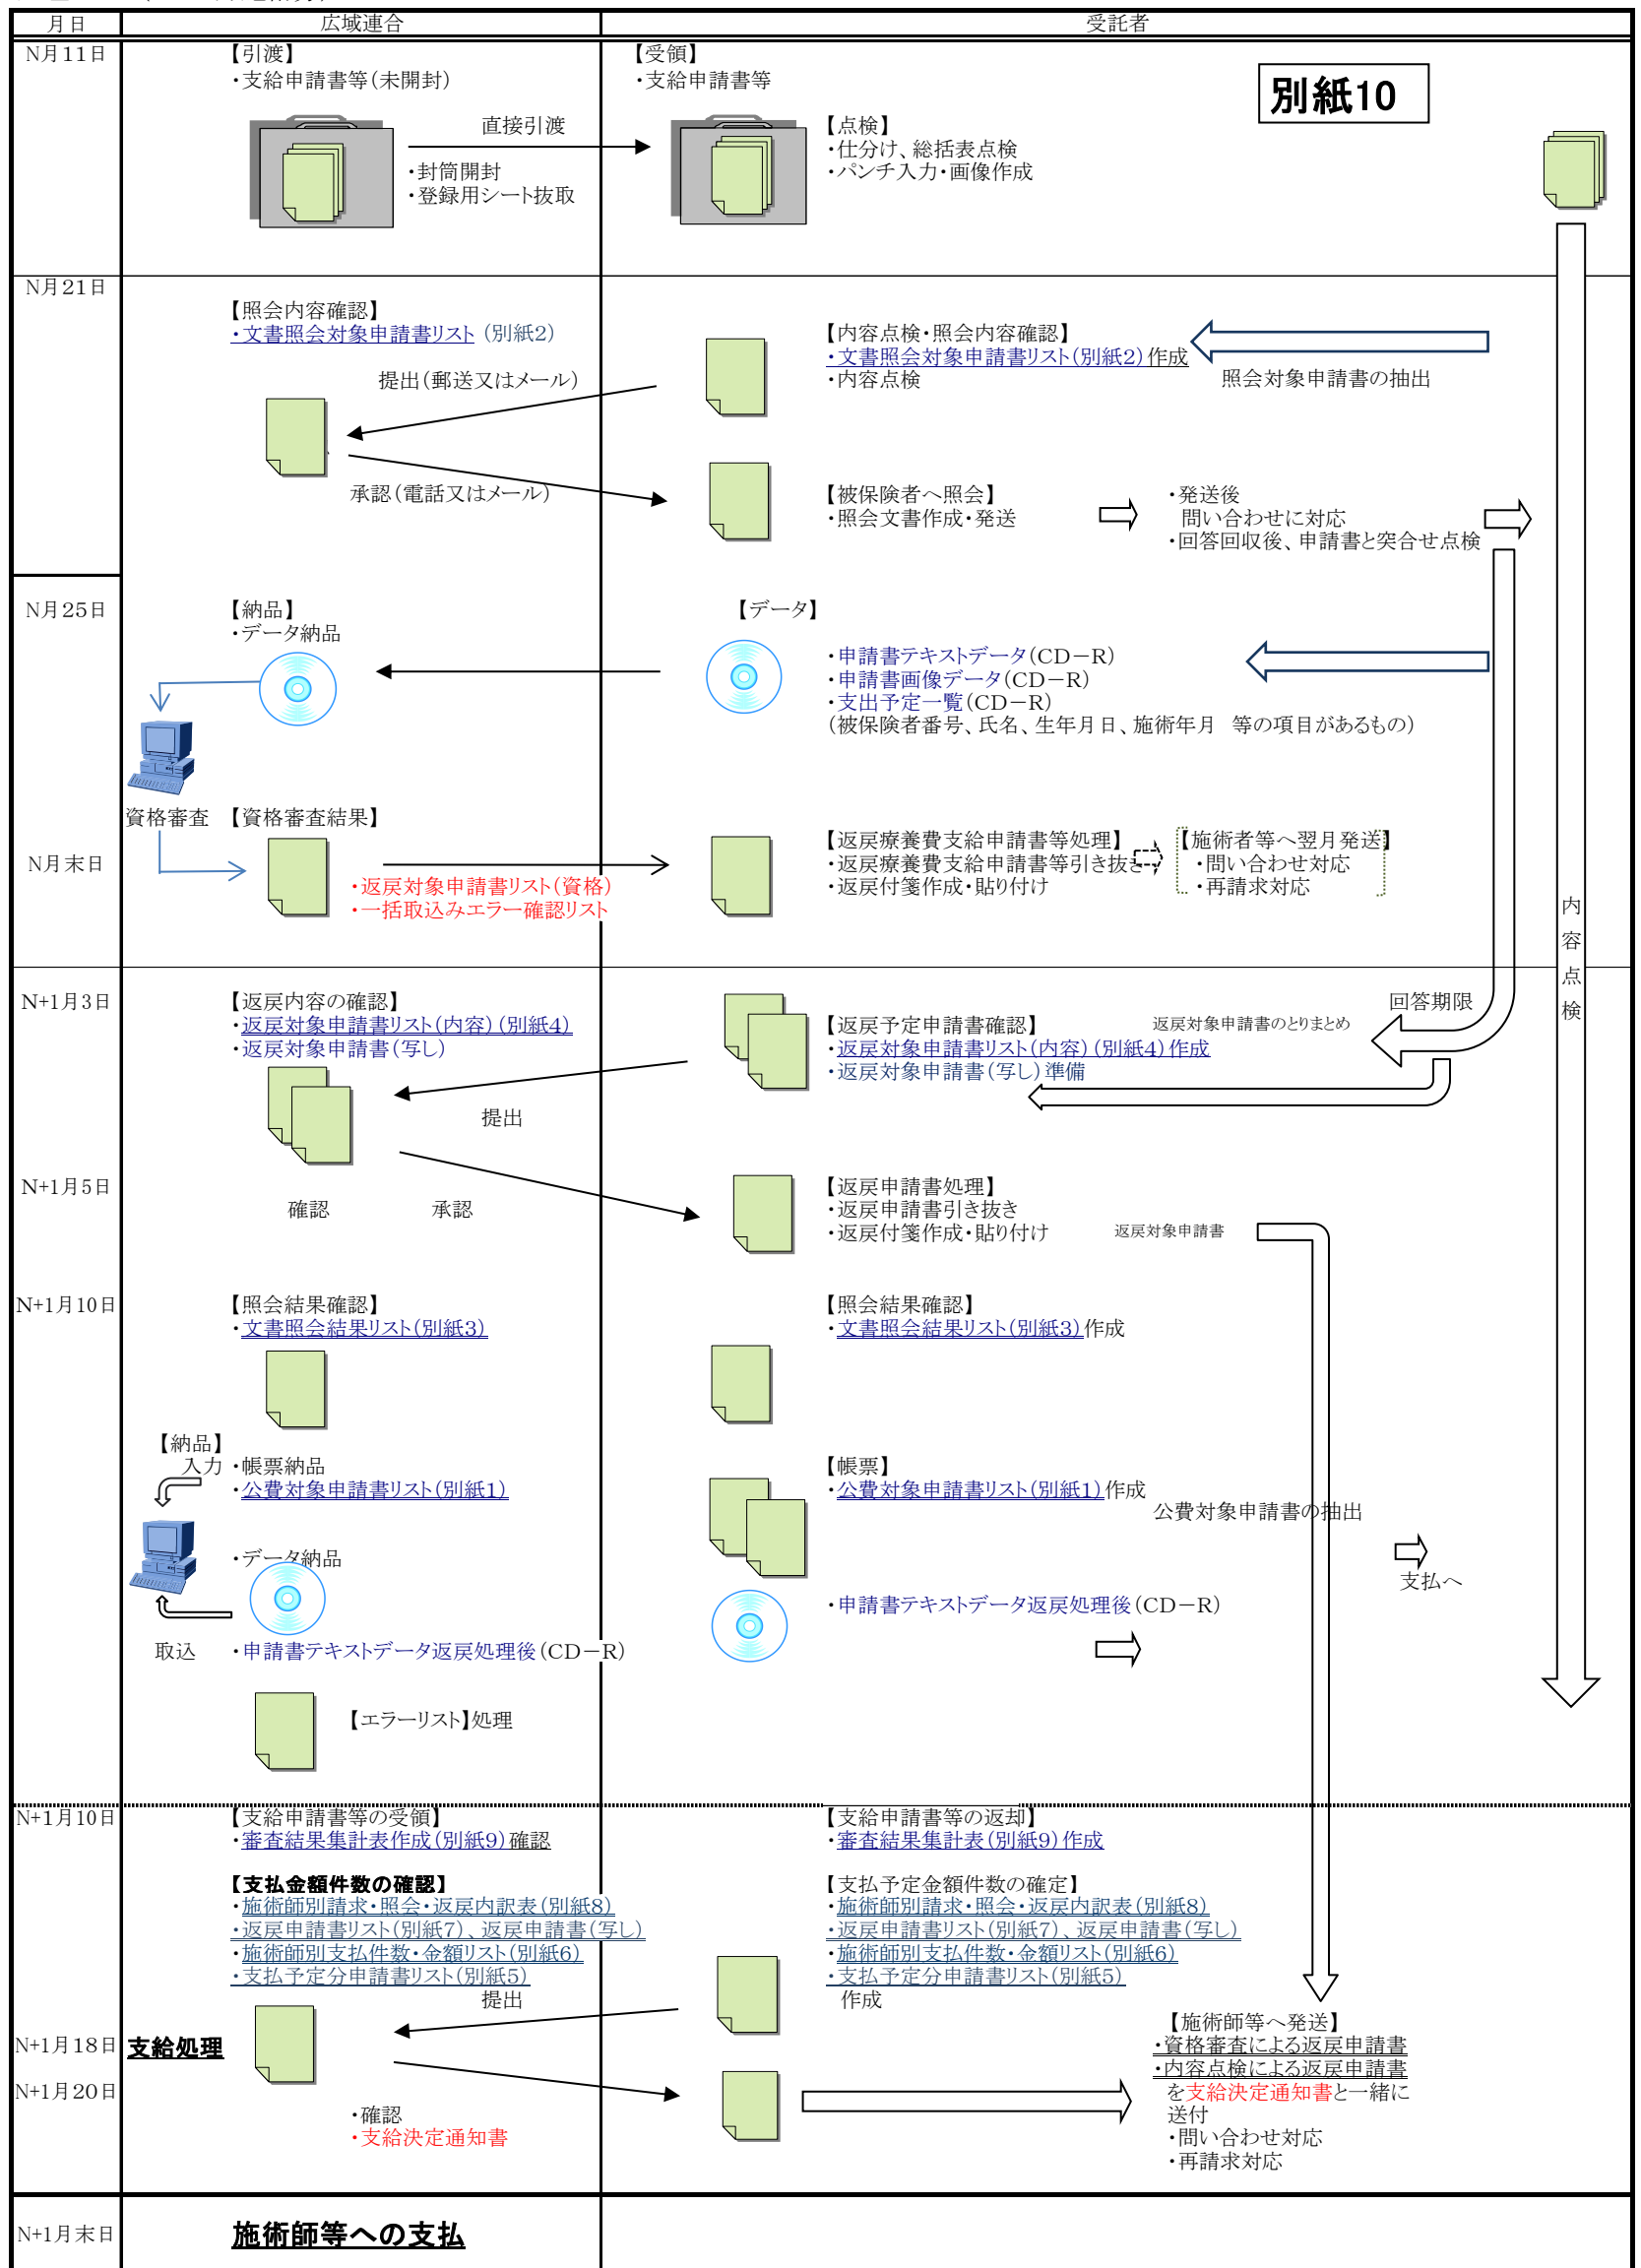 月日
広域連合
受託者
別紙10
N月11日
【引渡】
・支給申請書等(未開封)
直接引渡
・封筒開封
・登録用シート抜取
【受領】
・支給申請書等
【点検】
・仕分け、総括表点検
・パンチ入力・画像作成
N月21日
【照会内容確認】
・文書照会対象申請書リスト (別紙2)
提出(郵送又はメール)
承認(電話又はメール)
【内容点検・照会内容確認】
・文書照会対象申請書リスト(別紙2)作成
・内容点検
照会対象申請書の抽出
【被保険者へ照会】
・照会文書作成・発送
・発送後
問い合わせに対応
・回答回収後、申請書と突合せ点検
N月25日
【納品】
・データ納品
【データ】
・申請書テキストデータ(CD-R)
・申請書画像データ(CD-R)
・支出予定一覧(CD-R)
(被保険者番号、氏名、生年月日、施術年月 等の項目があるもの)
資格審査
【資格審査結果】
N月末日
・返戻対象申請書リスト(資格)
・一括取込みエラー確認リスト
【返戻療養費支給申請書等処理】
・返戻療養費支給申請書等引き抜き
・返戻付箋作成・貼り付け
【施術者等へ翌月発送】
・問い合わせ対応
・再請求対応
内
容
点
検
N+1月3日
【返戻内容の確認】
・返戻対象申請書リスト(内容)(別紙4)
・返戻対象申請書(写し)
提出
【返戻予定申請書確認】
・返戻対象申請書リスト(内容)(別紙4)作成
・返戻対象申請書(写し)準備
返戻対象申請書のとりまとめ
回答期限
N+1月5日
確認
承認
【返戻申請書処理】
・返戻申請書引き抜き
・返戻付箋作成・貼り付け
返戻対象申請書
N+1月10日
【照会結果確認】
・文書照会結果リスト(別紙3)
【照会結果確認】
・文書照会結果リスト(別紙3)作成
【納品】
入力
・帳票納品
・公費対象申請書リスト(別紙1)
【帳票】
・公費対象申請書リスト(別紙1)作成
公費対象申請書の抽出
支払へ
・データ納品
取込
・申請書テキストデータ返戻処理後(CD-R)
・申請書テキストデータ返戻処理後(CD-R)
【エラーリスト】処理
N+1月10日
【支給申請書等の受領】
・審査結果集計表作成(別紙9)確認
【支給申請書等の返却】
・審査結果集計表(別紙9)作成
【支払金額件数の確認】
・施術師別請求・照会・返戻内訳表(別紙8)
・返戻申請書リスト(別紙7)、返戻申請書(写し)
・施術師別支払件数・金額リスト(別紙6)
・支払予定分申請書リスト(別紙5)
提出
【支払予定金額件数の確定】
・施術師別請求・照会・返戻内訳表(別紙8)
・返戻申請書リスト(別紙7)、返戻申請書(写し)
・施術師別支払件数・金額リスト(別紙6)
・支払予定分申請書リスト(別紙5)
作成
N+1月18日
支給処理
N+1月20日
・確認
・支給決定通知書
【施術師等へ発送】
・資格審査による返戻申請書
・内容点検による返戻申請書
を支給決定通知書と一緒に
送付
・問い合わせ対応
・再請求対応
N+1月末日
施術師等への支払